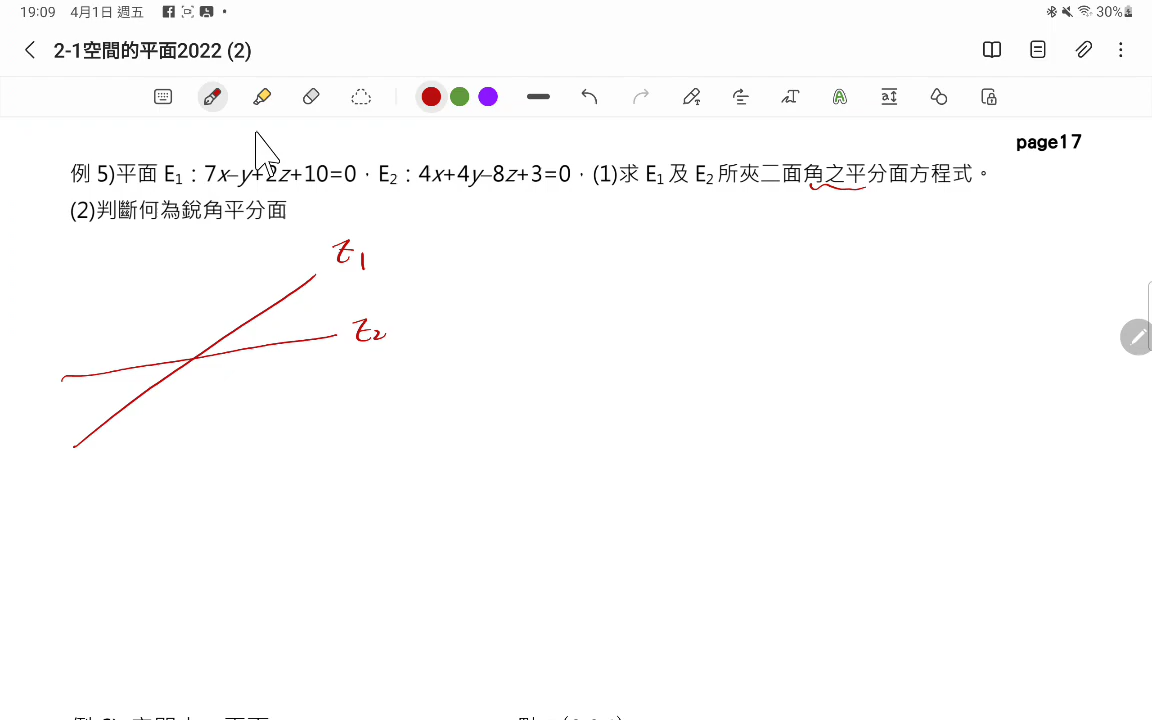 19:09 4月1日 週五 • 30%
2-1空間的平面2022 (2)
page17
例 5)平面 E₁：7x–y+2z+10=0，E₂：4x+4y–8z+3=0，(1)求 E₁ 及 E₂ 所夾二面角之平分面方程式。
(2)判斷何為銳角平分面
E₁
E₂